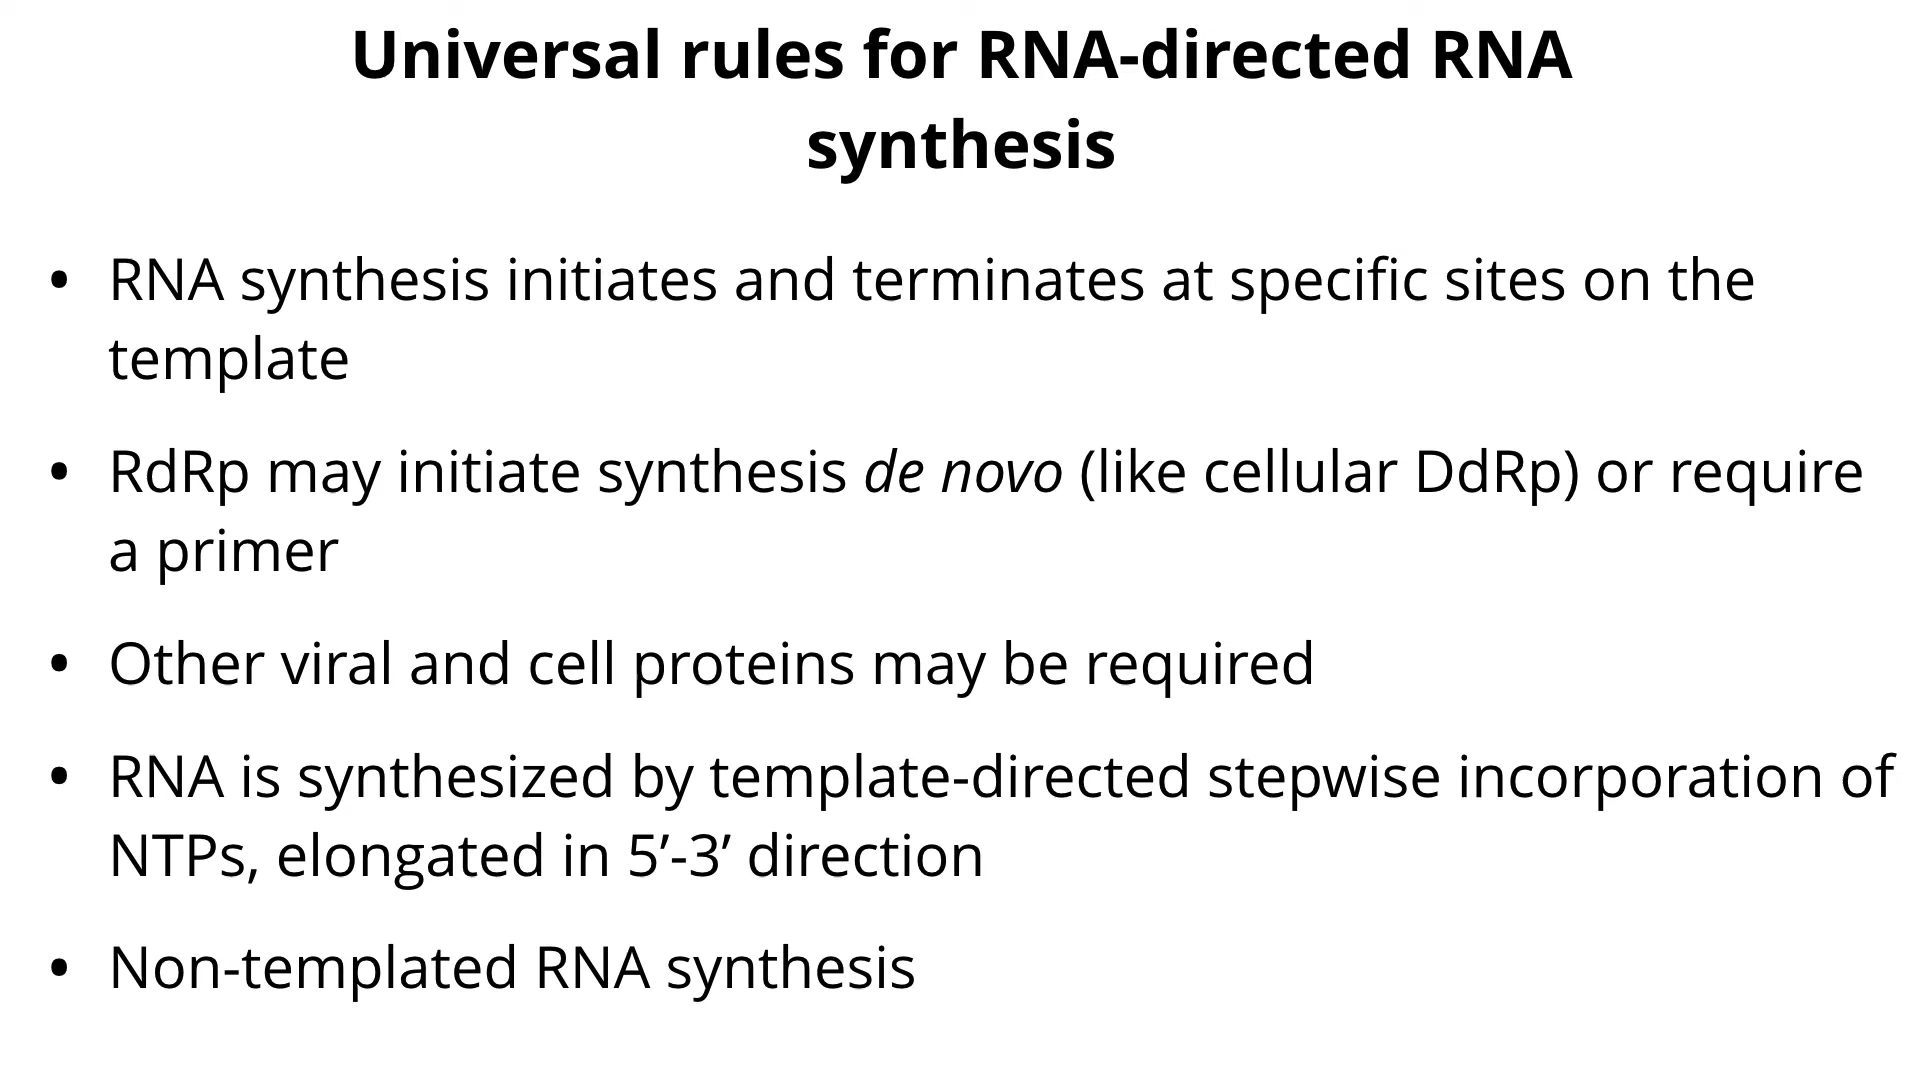 Universal rules for RNA-directed RNA
synthesis
• RNA synthesis initiates and terminates at specific sites on the
template
• RdRp may initiate synthesis de novo (like cellular DdRp) or require
a primer
• Other viral and cell proteins may be required
• RNA is synthesized by template-directed stepwise incorporation of
NTPs, elongated in 5’-3’ direction
• Non-templated RNA synthesis